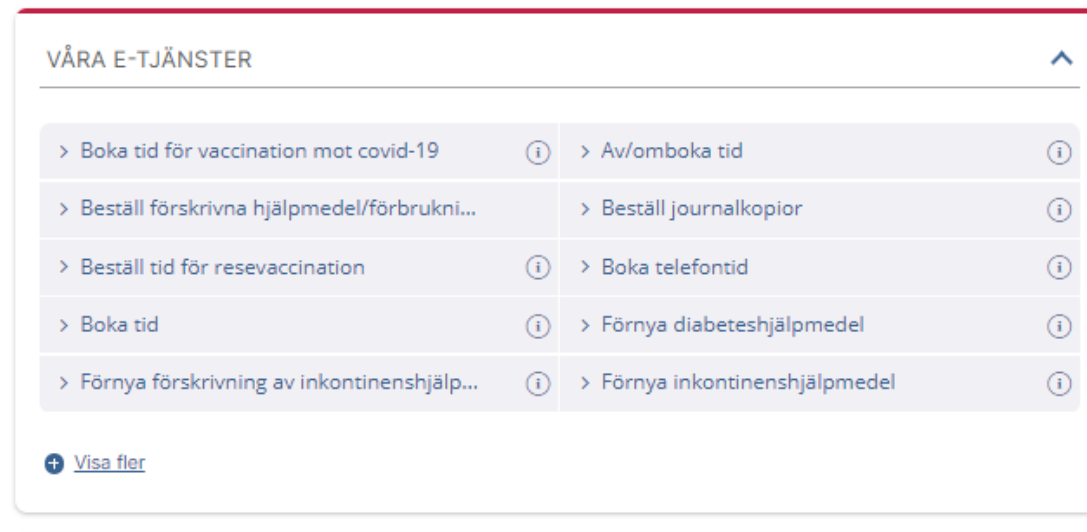 VÅRA E-TJÄNSTER
Boka tid för vaccination mot covid-19
Av/omboka tid
Beställ förskrivna hjälpmedel/förbrukni...
Beställ journalkopior
Beställ tid för resevaccination
Boka telefontid
Boka tid
Förnya diabeteshjälpmedel
Förnya förskrivning av inkontinenshjälp...
Förnya inkontinenshjälpmedel
Visa fler